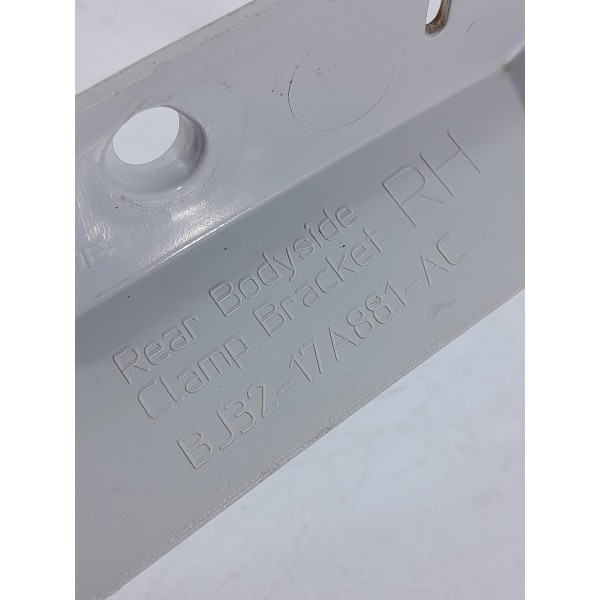 Rear Bodyside
Clamp Bracket RH
BJ32-17A881-AC